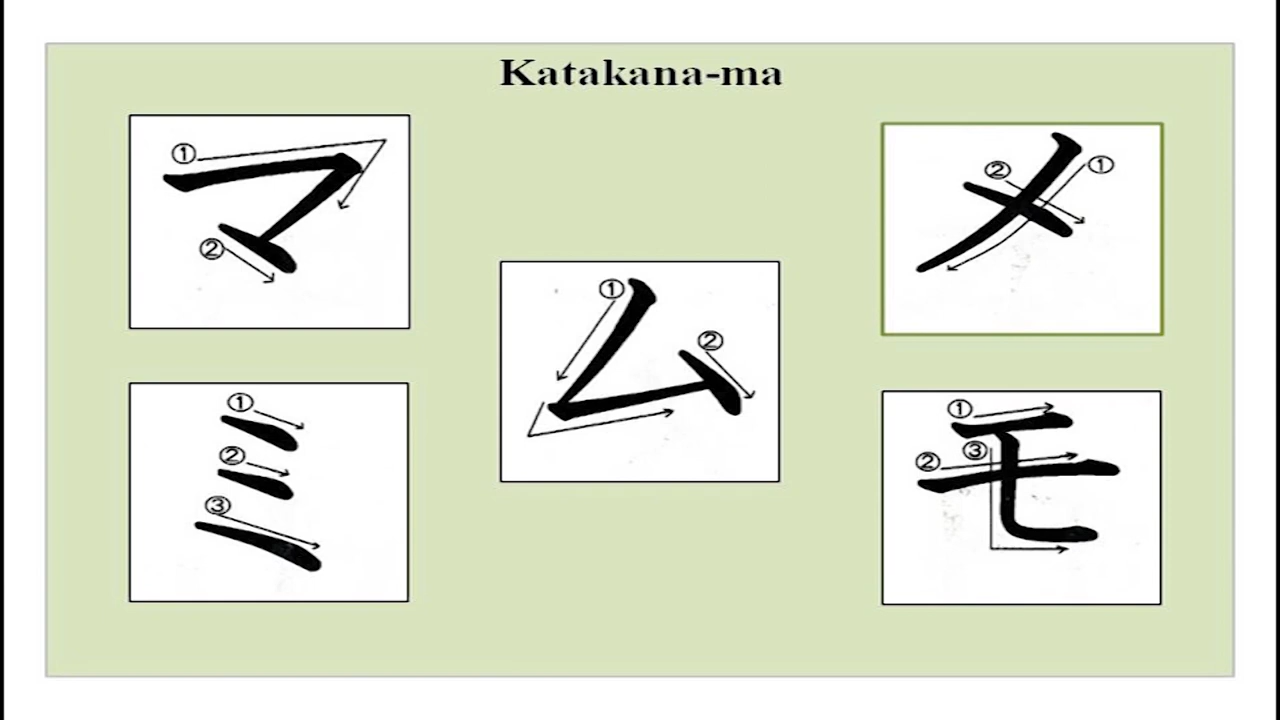 Katakana-ma
①
②
マ
①
②
③
ミ
①
②
ム
①
②
メ
①
②
③
モ